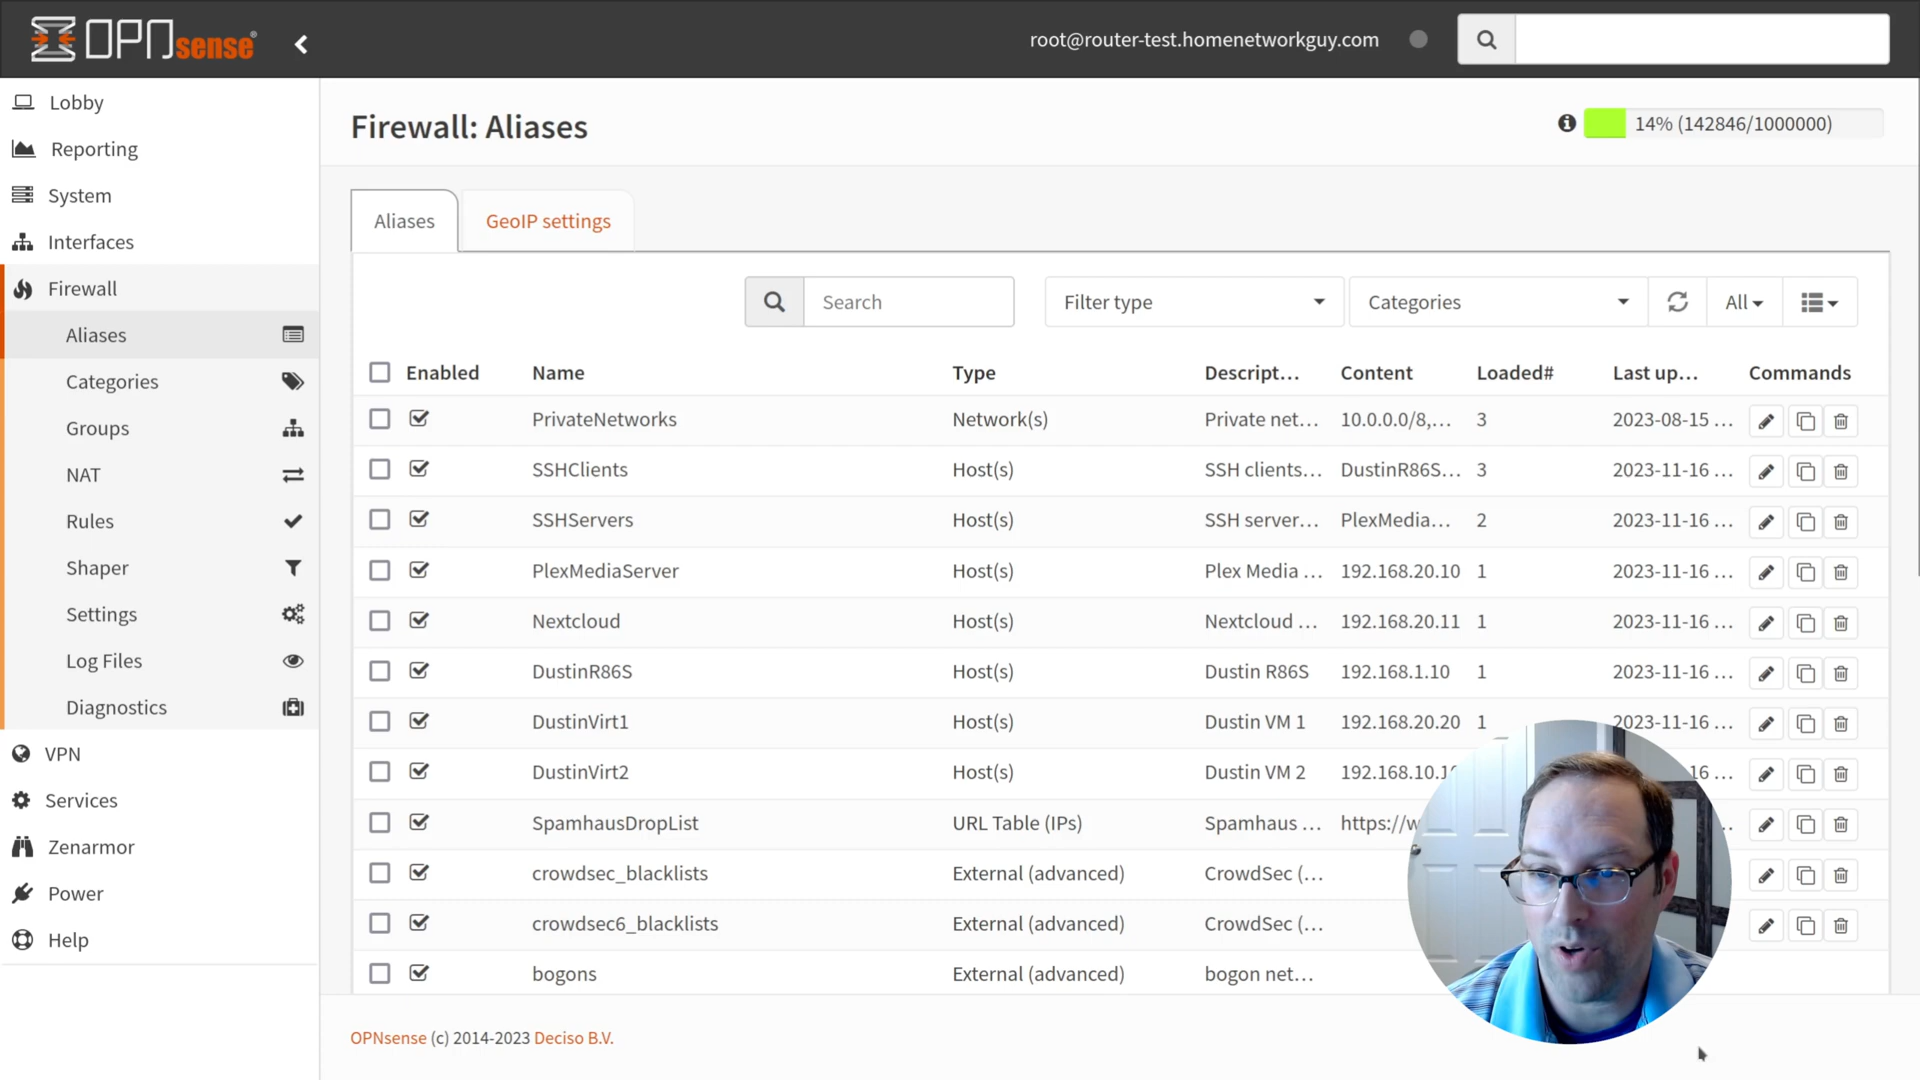 OPNsense®
root@router-test.homenetworkguy.com
Lobby
Reporting
System
Interfaces
Firewall
Aliases
Categories
Groups
NAT
Rules
Shaper
Settings
Log Files
Diagnostics
VPN
Services
Zenarmor
Power
Help
Firewall: Aliases
14% (142846/1000000)
Aliases
GeoIP settings
Search
Filter type
Categories
All
Enabled Name Type Descript... Content Loaded# Last up... Commands
PrivateNetworks Network(s) Private net... 10.0.0.0/8,... 3 2023-08-15 ...
SSHClients Host(s) SSH clients... DustinR86S... 3 2023-11-16 ...
SSHServers Host(s) SSH server... PlexMedia... 2 2023-11-16 ...
PlexMediaServer Host(s) Plex Media ... 192.168.20.10 1 2023-11-16 ...
Nextcloud Host(s) Nextcloud ... 192.168.20.11 1 2023-11-16 ...
DustinR86S Host(s) Dustin R86S 192.168.1.10 1 2023-11-16 ...
DustinVirt1 Host(s) Dustin VM 1 192.168.20.20 1 2023-11-16 ...
DustinVirt2 Host(s) Dustin VM 2 192.168.10.1 16 ...
SpamhausDropList URL Table (IPs) Spamhaus ... https://w
crowdsec_blacklists External (advanced) CrowdSec (...
crowdsec6_blacklists External (advanced) CrowdSec (...
bogons External (advanced) bogon net...
OPNsense (c) 2014-2023 Deciso B.V.